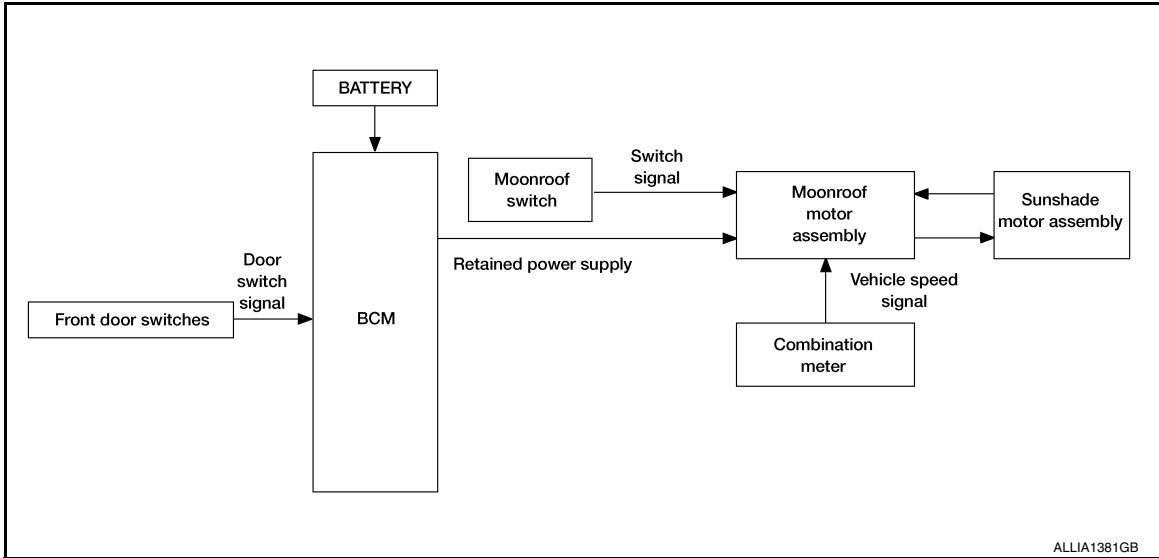 BATTERY
Moonroof
switch
Switch
signal
Moonroof
motor
assembly
Sunshade
motor assembly
Retained power supply
Door
switch
signal
Vehicle speed
signal
Front door switches
BCM
Combination
meter
ALLIA1381GB